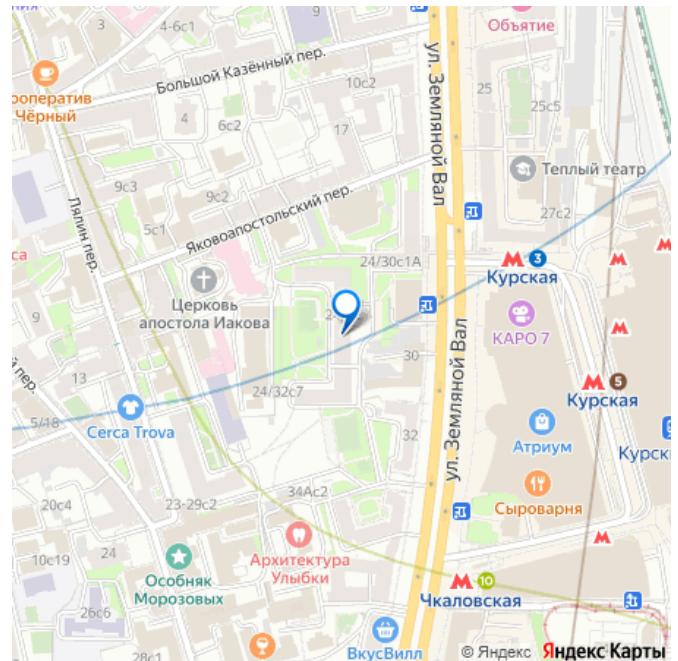 4-6с1
9
Объятие
Большой Казённый пер.
ул. Земляной Вал
10с2
25
ооператив
Чёрный
4
6с2
17
25с5
Теплый театр
9с3
9с2
Яковоапостольский пер.
27с2
Лялин пер.
5с1
са
24/30с1А
М 3
Курская
М
М
Церковь
апостола Иакова
9
КАРО 7
М
30
М 5
Курская
пер.
13
24/32с7
ул. Земляной Вал
5/18
Cerca Trova
32
Атриум
Курск
Сыроварня
34Ас2
20с4
23-29с2
М
24
Архитектура
Улыбки
10с19
Особняк
Морозовых
М 10
Чкаловская
26с6
28с1
ВкусВилл
© Яндекс Яндекс Карты